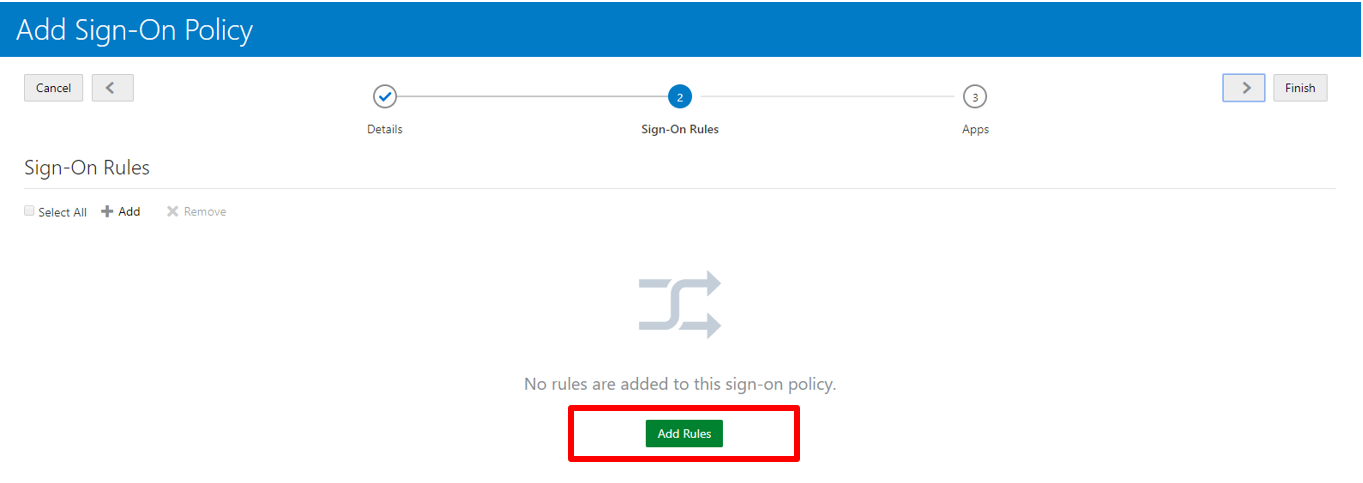 Add Sign-On Policy
Cancel
Finish
2
3
Details
Sign-On Rules
Apps
Sign-On Rules
Select All Add Remove
No rules are added to this sign-on policy.
Add Rules